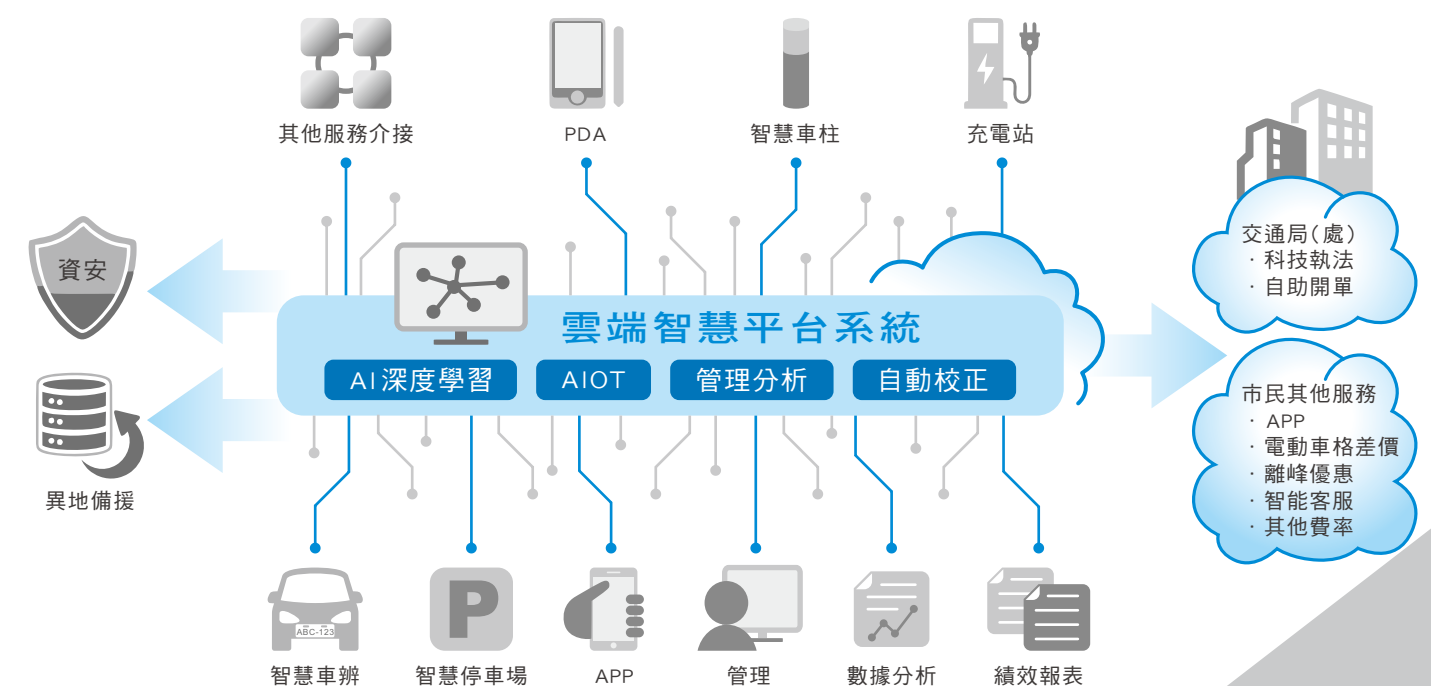 其他服務介接
PDA
智慧車柱
充電站
資安
異地備援
雲端智慧平台系統
AI深度學習
AIOT
管理分析
自動校正
交通局(處)
· 科技執法
· 自助開單
市民其他服務
· APP
· 電動車格差價
· 離峰優惠
· 智能客服
· 其他費率
ABC-123
P
智慧車辨
智慧停車場
APP
管理
數據分析
績效報表